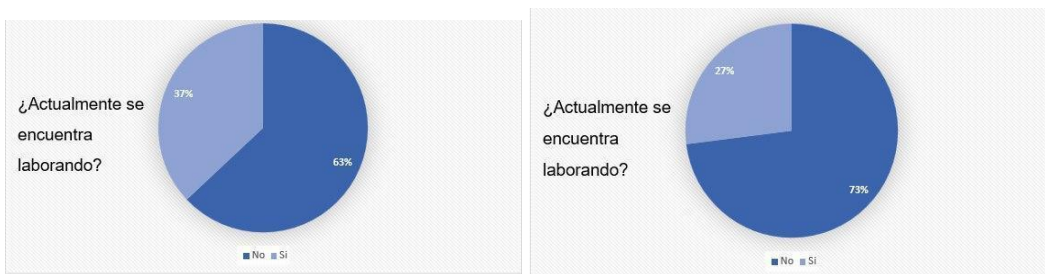 ¿Actualmente se
encuentra
laborando?
37%
63%
No Si
¿Actualmente se
encuentra
laborando?
27%
73%
No Si